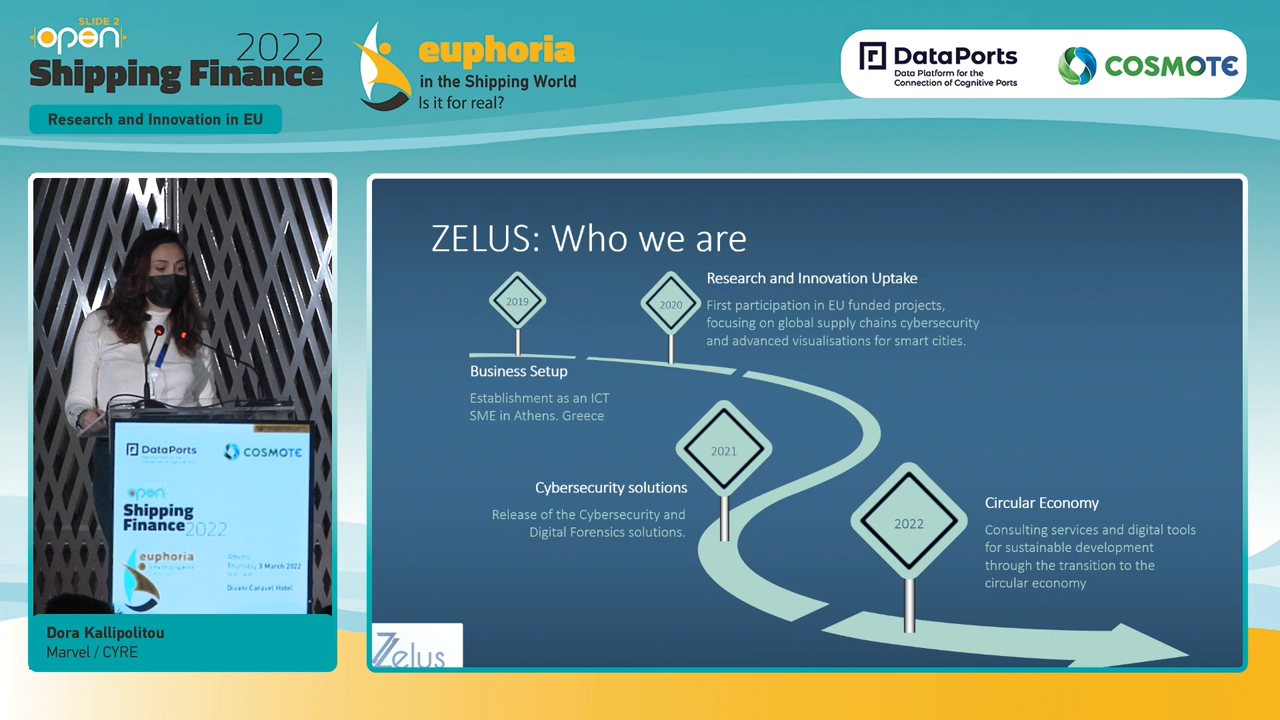 SLIDE 2
open
2022
Shipping Finance
Research and Innovation in EU
euphoria
in the Shipping World
Is it for real?
DataPorts
Data Platform for the
Connection of Cognitive Ports
COSMOTE
DataPorts
COSMOTE
open
Shipping
Finance 2022
euphoria
Athens
Thursday 3 March 2022
Divani Caravel Hotel
Dora Kallipolitou
Marvel / CYRE
ZELUS: Who we are
2019
Business Setup
Establishment as an ICT
SME in Athens. Greece
2020
Research and Innovation Uptake
First participation in EU funded projects,
focusing on global supply chains cybersecurity
and advanced visualisations for smart cities.
2021
Cybersecurity solutions
Release of the Cybersecurity and
Digital Forensics solutions.
2022
Circular Economy
Consulting services and digital tools
for sustainable development
through the transition to the
circular economy
Zelus